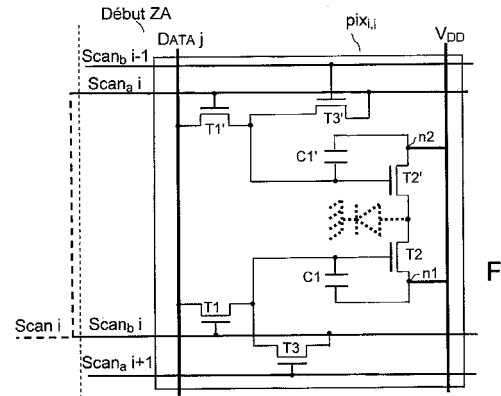 Début ZA
DATA j
pixi,j
VDD
Scanb i-1
Scana i
T1'
T3'
C1'
n2
T2'
T2
C1
n1
T1
F
Scan i
Scanb i
T3
Scana i+1